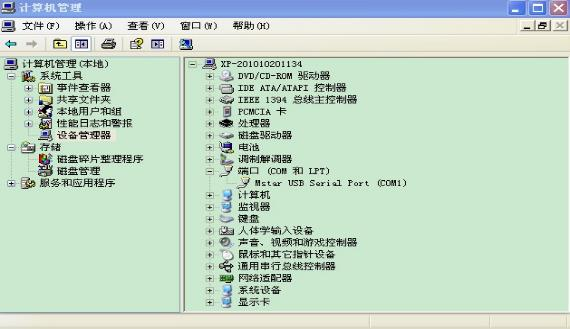 计算机管理
文件(F) 操作(A) 查看(V) 窗口(W) 帮助(H)
计算机管理(本地)
系统工具
事件查看器
共享文件夹
本地用户和组
性能日志和警报
设备管理器
存储
磁盘碎片整理程序
磁盘管理
服务和应用程序
XP-201010201134
DVD/CD-ROM 驱动器
IDE ATA/ATAPI 控制器
IEEE 1394 总线主控制器
PCMCIA 卡
处理器
磁盘驱动器
电池
调制解调器
端口 (COM 和 LPT)
Mstar USB Serial Port (COM1)
计算机
监视器
键盘
人体学输入设备
声音、视频和游戏控制器
鼠标和其它指针设备
通用串行总线控制器
网络适配器
系统设备
显示卡